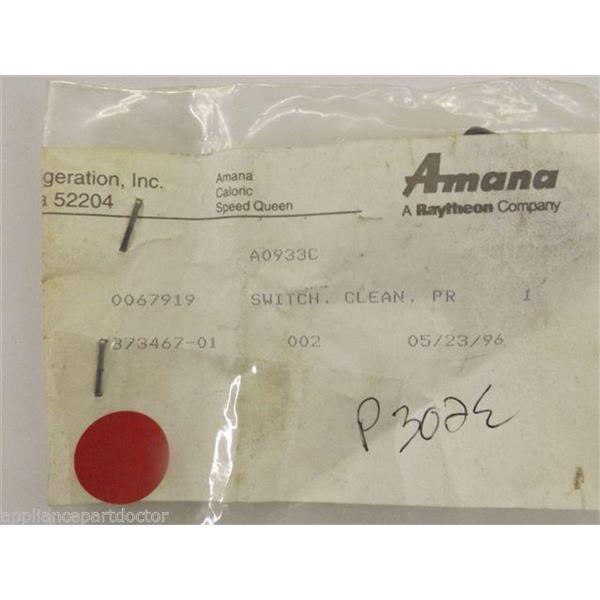 geration, Inc.
a 52204
Amana
Caloric
Speed Queen
Amana
A Raytheon Company
A0933C
0067919 SWITCH, CLEAN, PR 1
373467-01 002 05/23/96
P302E
appliancepartdoctor